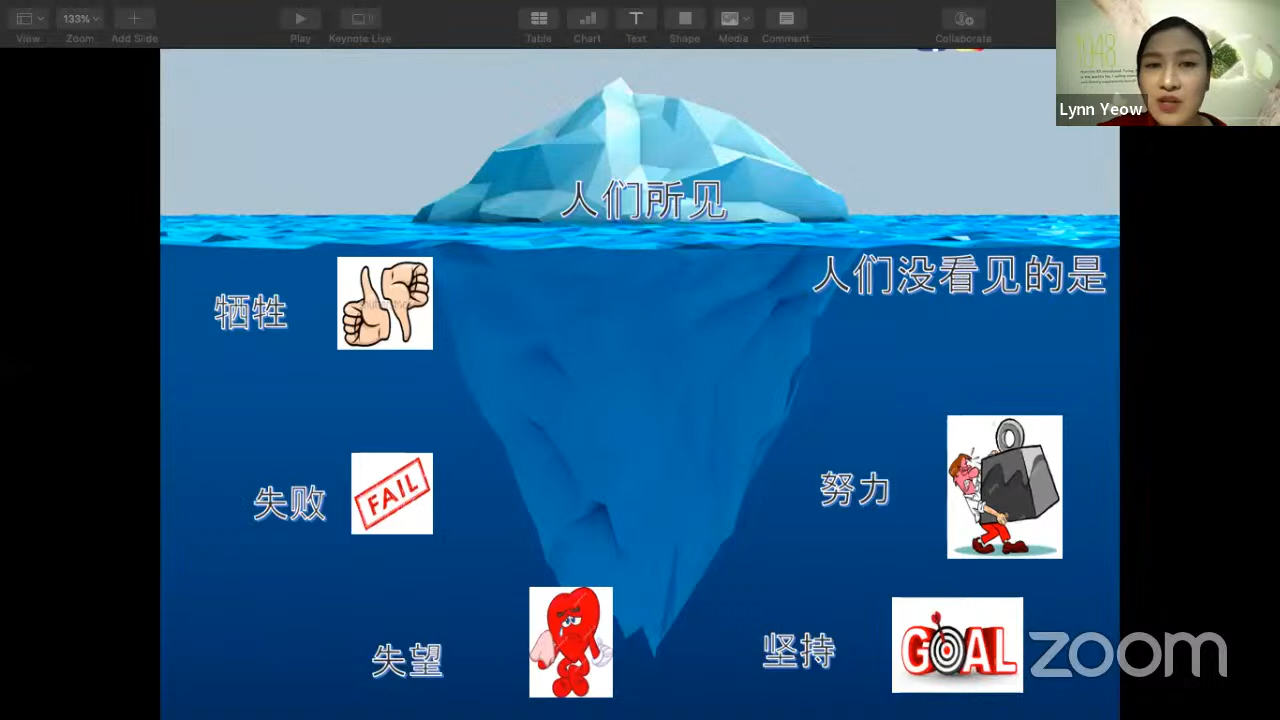 View
133%
Zoom
Add Slide
Play
Keynote Live
Table
Chart
Text
Shape
Media
Comment
Collaborate
1048
Lynn Yeow
人们所见
人们没看见的是
牺牲
失败
FAIL
努力
失望
坚持
GOAL
zoom